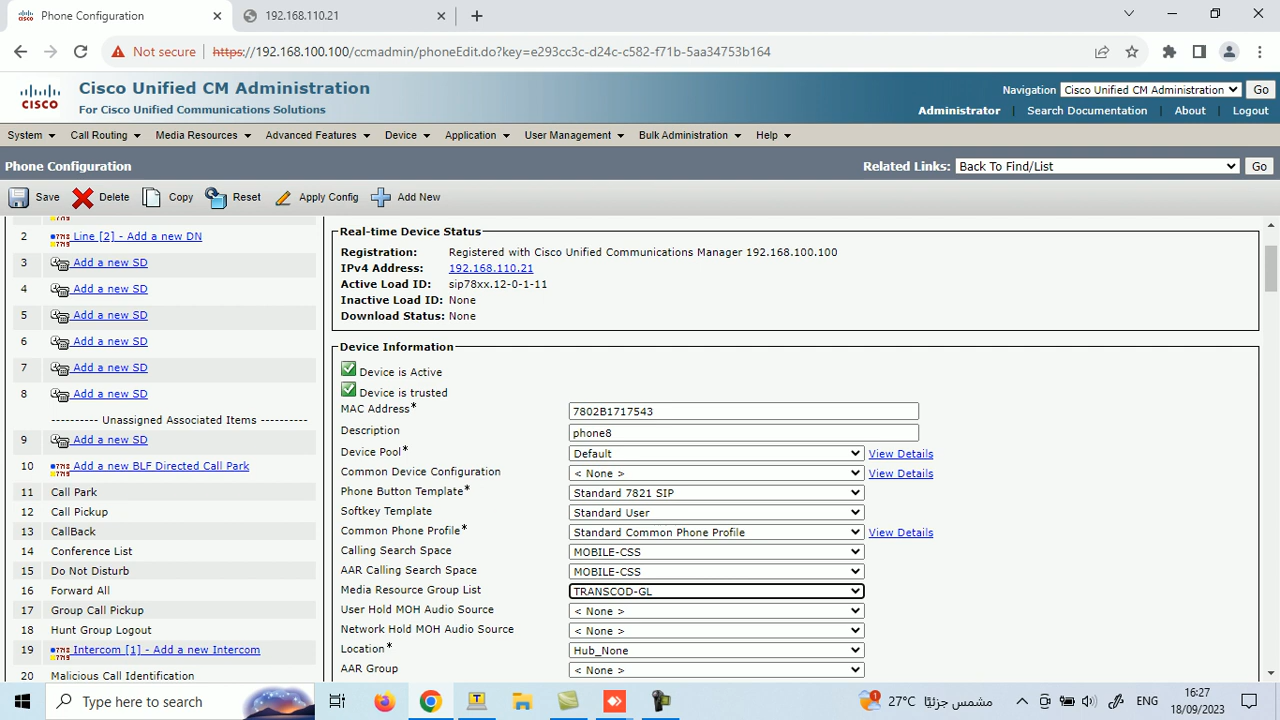 Phone Configuration
192.168.110.21
Not secure
https://192.168.100.100/ccmadmin/phoneEdit.do?key=e293cc3c-d24c-c582-f71b-5aa34753b164
CISCO
Cisco Unified CM Administration
For Cisco Unified Communications Solutions
Navigation Cisco Unified CM Administration Go
Administrator Search Documentation About Logout
System Call Routing Media Resources Advanced Features Device Application User Management Bulk Administration Help
Phone Configuration
Related Links: Back To Find/List Go
Save Delete Copy Reset Apply Config Add New
2 Line [2] - Add a new DN
3 Add a new SD
4 Add a new SD
5 Add a new SD
6 Add a new SD
7 Add a new SD
8 Add a new SD
---------- Unassigned Associated Items ----------
9 Add a new SD
10 Add a new BLF Directed Call Park
11 Call Park
12 Call Pickup
13 CallBack
14 Conference List
15 Do Not Disturb
16 Forward All
17 Group Call Pickup
18 Hunt Group Logout
19 Intercom [1] - Add a new Intercom
20 Malicious Call Identification
Real-time Device Status
Registration: Registered with Cisco Unified Communications Manager 192.168.100.100
IPv4 Address: 192.168.110.21
Active Load ID: sip78xx.12-0-1-11
Inactive Load ID: None
Download Status: None
Device Information
Device is Active
Device is trusted
MAC Address* 7802B1717543
Description phone8
Device Pool* Default View Details
Common Device Configuration < None > View Details
Phone Button Template* Standard 7821 SIP
Softkey Template Standard User
Common Phone Profile* Standard Common Phone Profile View Details
Calling Search Space MOBILE-CSS
AAR Calling Search Space MOBILE-CSS
Media Resource Group List TRANSCOD-GL
User Hold MOH Audio Source < None >
Network Hold MOH Audio Source < None >
Location* Hub_None
AAR Group < None >
Type here to search
1
27°C مشمس جزئيًا
ENG
16:27
18/09/2023